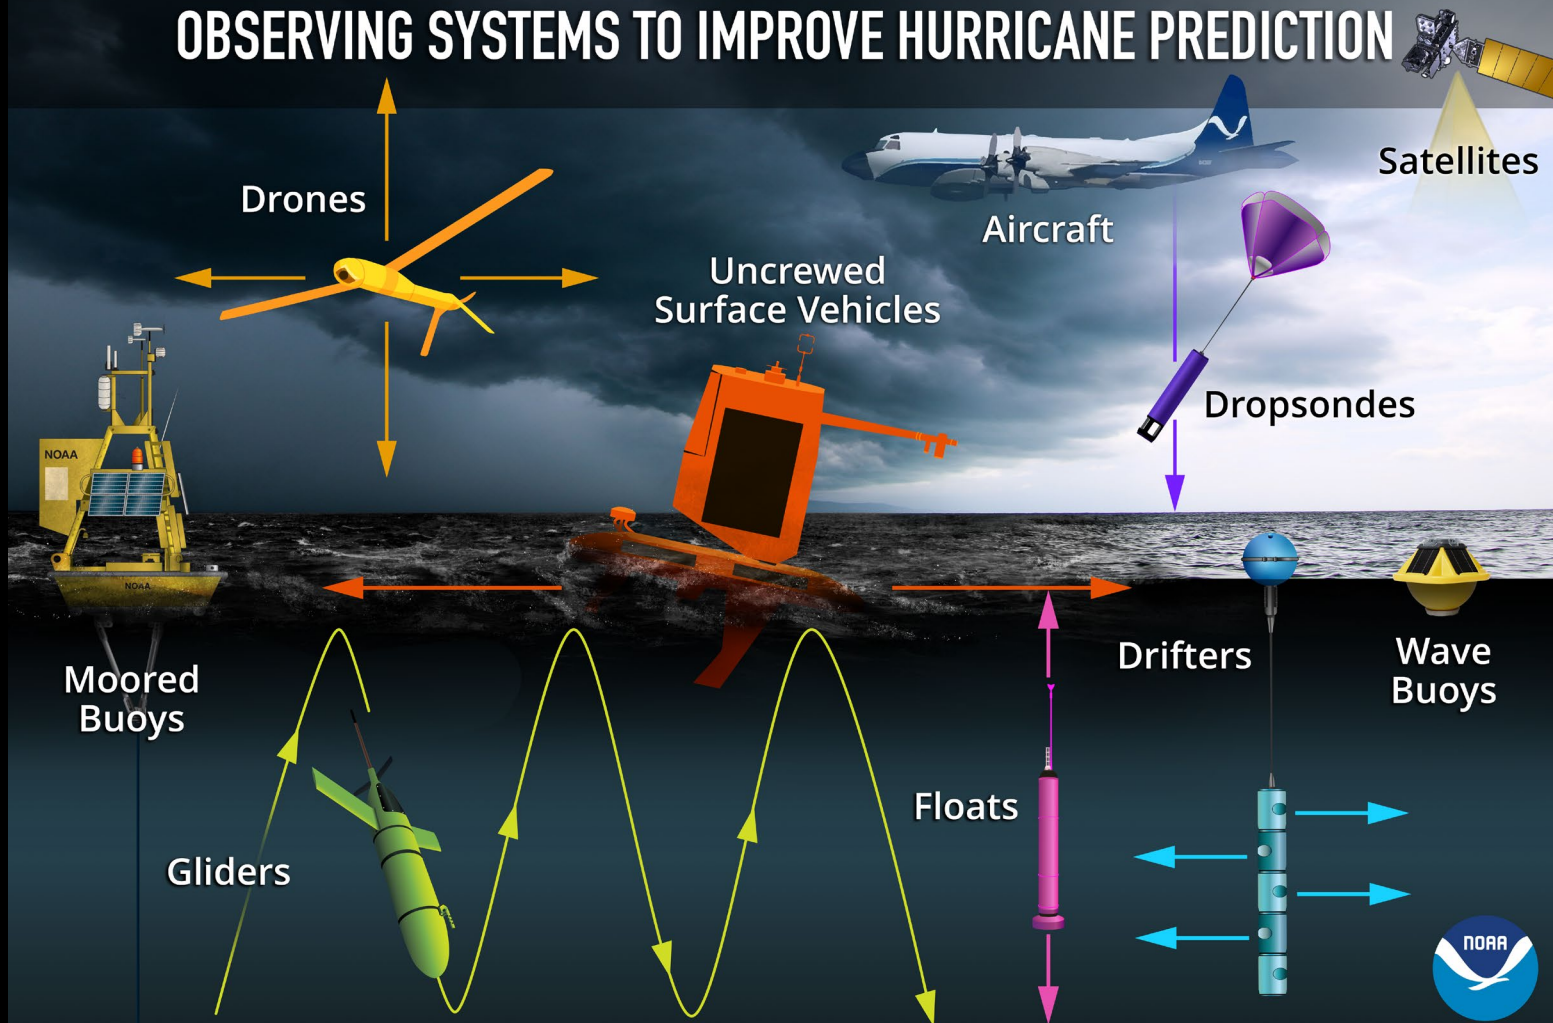 OBSERVING SYSTEMS TO IMPROVE HURRICANE PREDICTION
Satellites
Drones
Aircraft
Uncrewed
Surface Vehicles
Dropsondes
NOAA
NOAA
Moored
Buoys
Drifters
Wave
Buoys
Floats
Gliders
NOAA